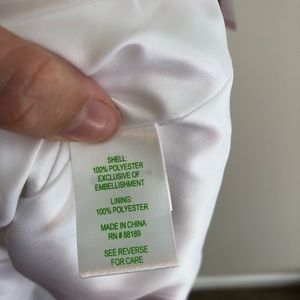 SHELL:
100% POLYESTER
EXCLUSIVE OF
EMBELLISHMENT
LINING:
100% POLYESTER
MADE IN CHINA
RN # 88189
SEE REVERSE
FOR CARE